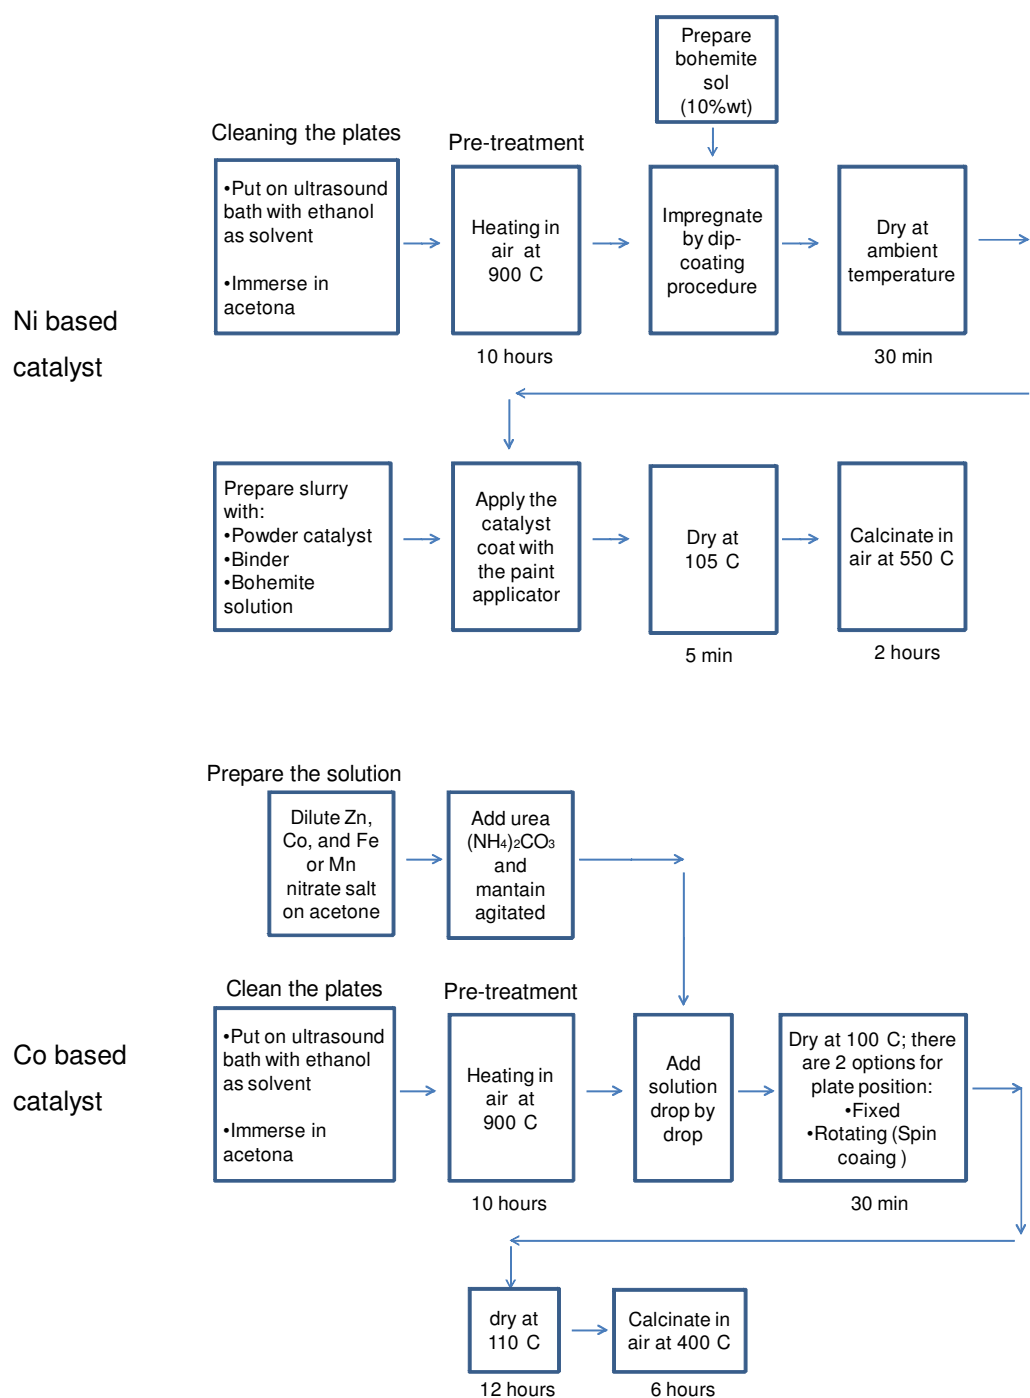 Prepare
bohemite
sol
(10%wt)
Cleaning the plates
Pre-treatment
•Put on ultrasound
bath with ethanol
as solvent
•Immerse in
acetona
Heating in
air at
900 C
Impregnate
by dip-
coating
procedure
Dry at
ambient
temperature
Ni based
catalyst
10 hours
30 min
Prepare slurry
with:
•Powder catalyst
•Binder
•Bohemite
solution
Apply the
catalyst
coat with
the paint
applicator
Dry at
105 C
Calcinate in
air at 550 C
5 min
2 hours
Prepare the solution
Dilute Zn,
Co, and Fe
or Mn
nitrate salt
on acetone
Add urea
(NH₄)₂CO₃
and
mantain
agitated
Clean the plates
Pre-treatment
•Put on ultrasound
bath with ethanol
as solvent
•Immerse in
acetona
Heating in
air at
900 C
Add
solution
drop by
drop
Dry at 100 C; there
are 2 options for
plate position:
•Fixed
•Rotating (Spin
coaing )
Co based
catalyst
10 hours
30 min
dry at
110 C
Calcinate in
air at 400 C
12 hours
6 hours